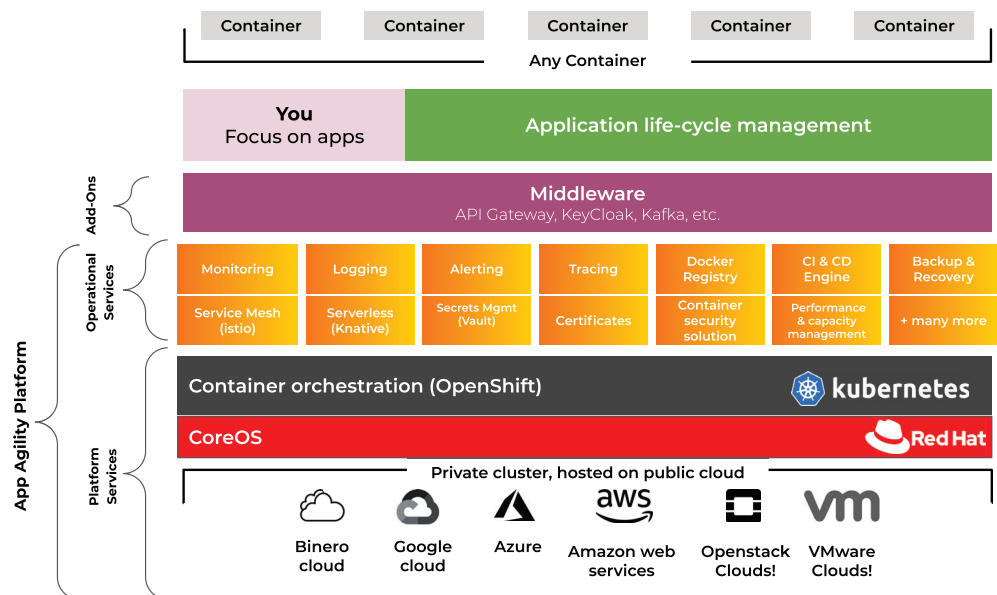 Container Container Container Container Container
Any Container
You
Focus on apps
Application life-cycle management
Add-Ons
Middleware
API Gateway, KeyCloak, Kafka, etc.
App Agility Platform
Operational
Services
Monitoring
Logging
Alerting
Tracing
Docker
Registry
CI & CD
Engine
Backup &
Recovery
Service Mesh
(istio)
Serverless
(Knative)
Secrets Mgmt
(Vault)
Certificates
Container
security
solution
Performance
& capacity
management
+ many more
Platform
Services
Container orchestration (OpenShift)
kubernetes
CoreOS
Red Hat
Private cluster, hosted on public cloud
aws
vm
Binero
cloud
Google
cloud
Azure
Amazon web
services
Openstack
Clouds!
VMware
Clouds!